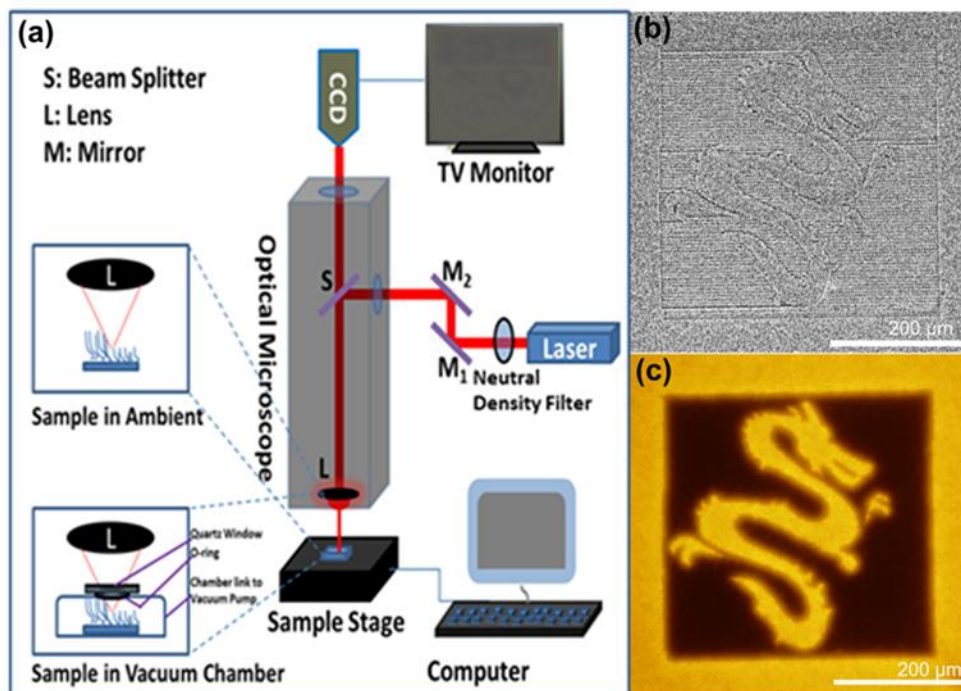 (a)
S: Beam Splitter
L: Lens
M: Mirror
CCD
TV Monitor
Optical Microscope
S
M2
M1
Laser
Neutral
Density Filter
L
L
Sample in Ambient
L
Quartz Window
O-ring
Chamber link to
Vacuum Pump
Sample in Vacuum Chamber
Sample Stage
Computer
(b)
200 μm
(c)
200 μm